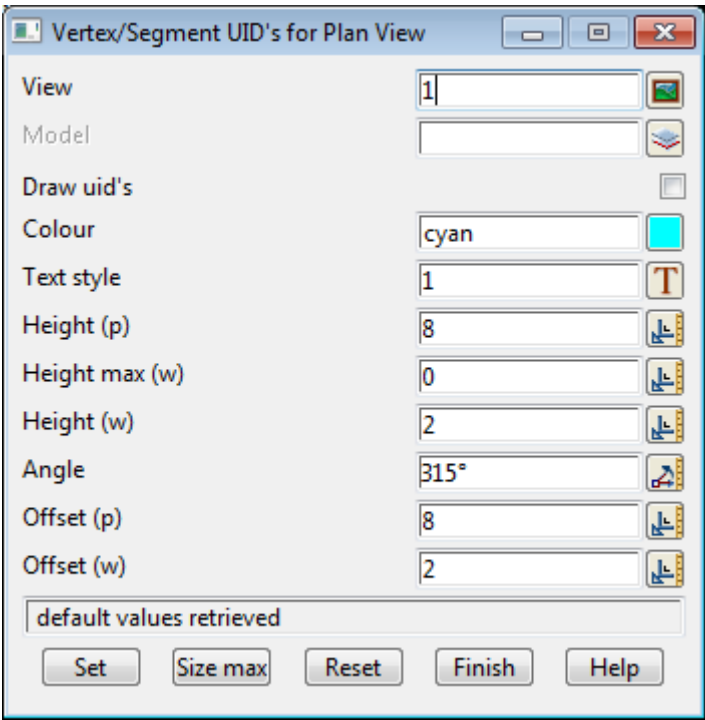 Vertex/Segment UID's for Plan View
View 1
Model
Draw uid's
Colour cyan
Text style 1 T
Height (p) 8
Height max (w) 0
Height (w) 2
Angle 315°
Offset (p) 8
Offset (w) 2
default values retrieved
Set Size max Reset Finish Help